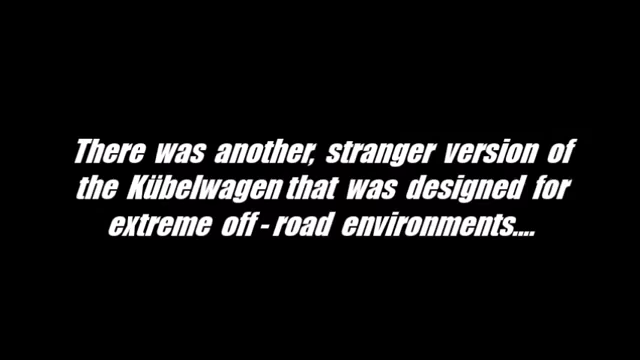 There was another, stranger version of
the Kübelwagen that was designed for
extreme off - road environments....